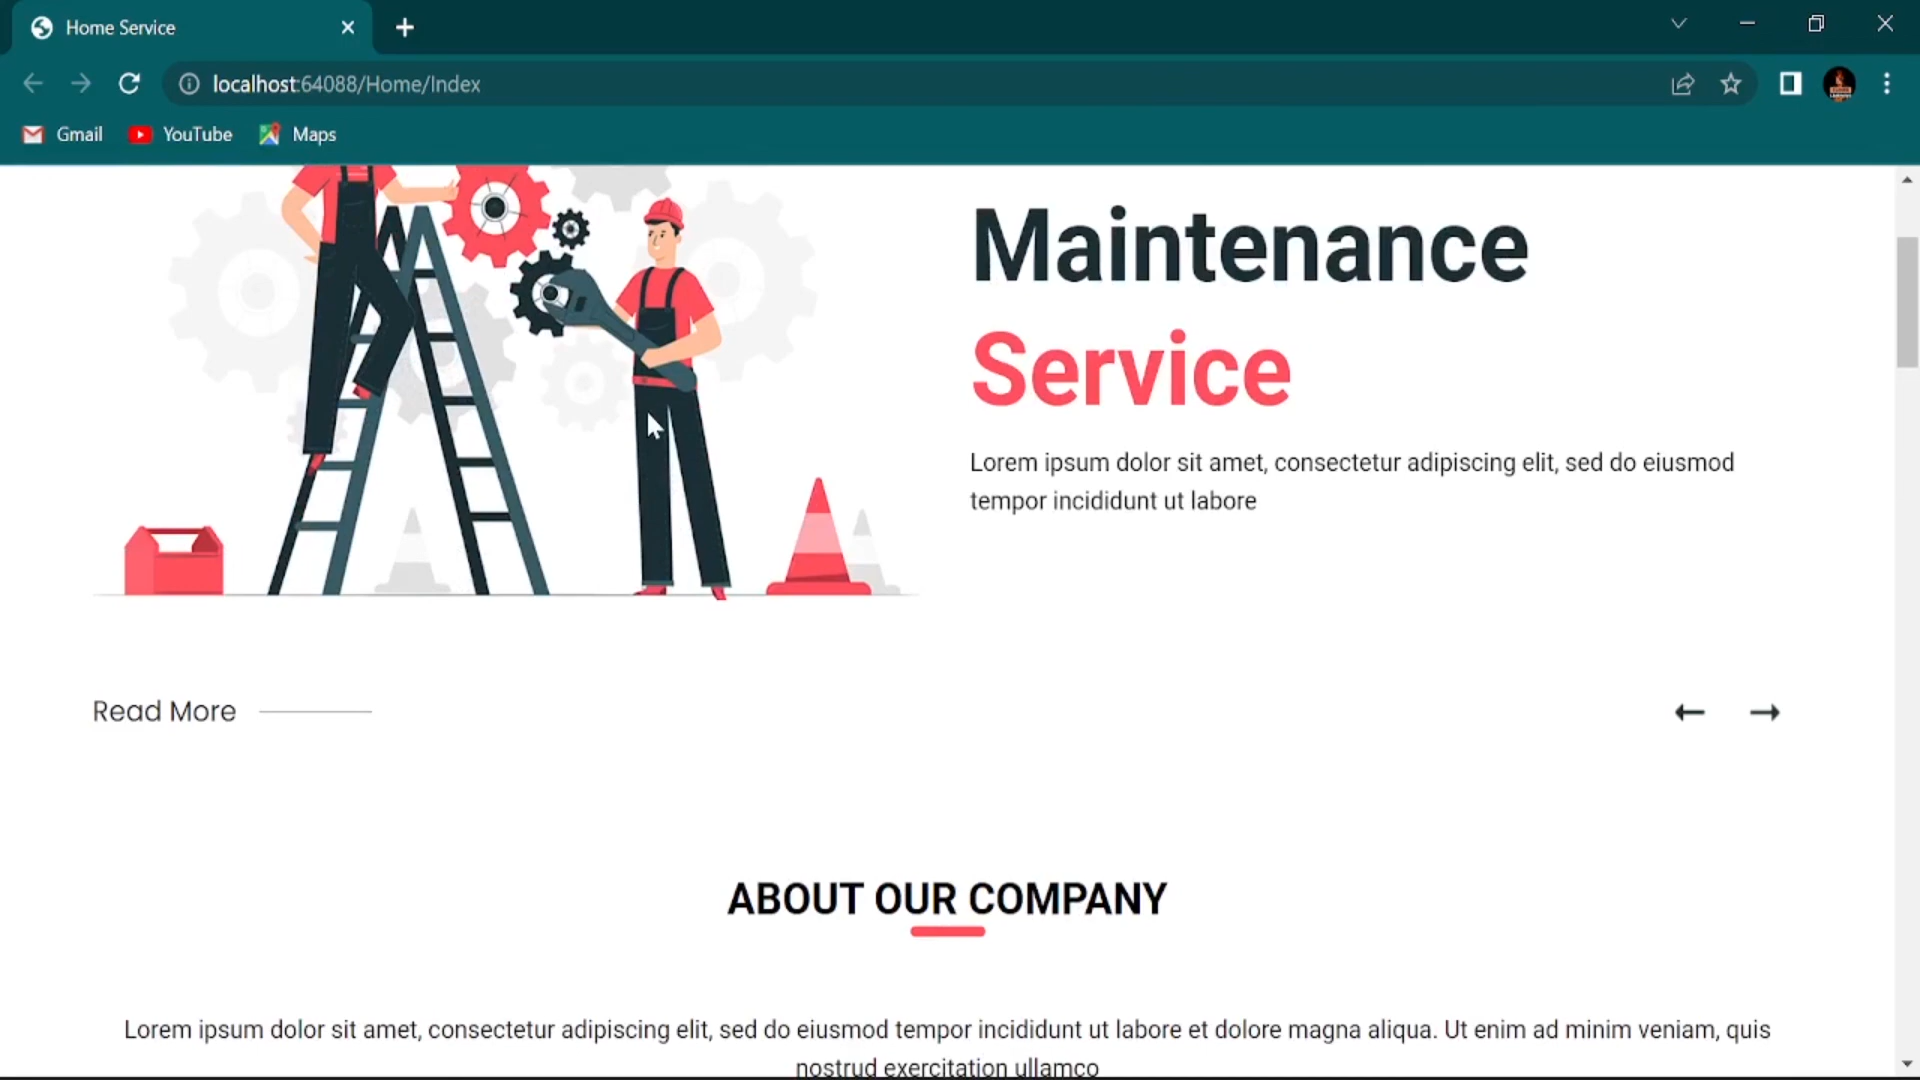 Home Service
localhost:64088/Home/Index
Gmail YouTube Maps
Maintenance
Service
Lorem ipsum dolor sit amet, consectetur adipiscing elit, sed do eiusmod
tempor incididunt ut labore
Read More
ABOUT OUR COMPANY
Lorem ipsum dolor sit amet, consectetur adipiscing elit, sed do eiusmod tempor incididunt ut labore et dolore magna aliqua. Ut enim ad minim veniam, quis
nostrud exercitation ullamco